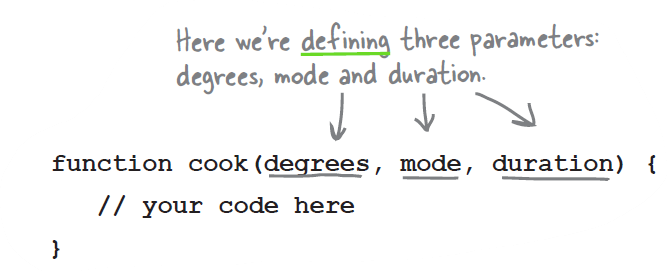 Here we're defining three parameters:
degrees, mode and duration.
function cook(degrees, mode, duration) {
// your code here
}